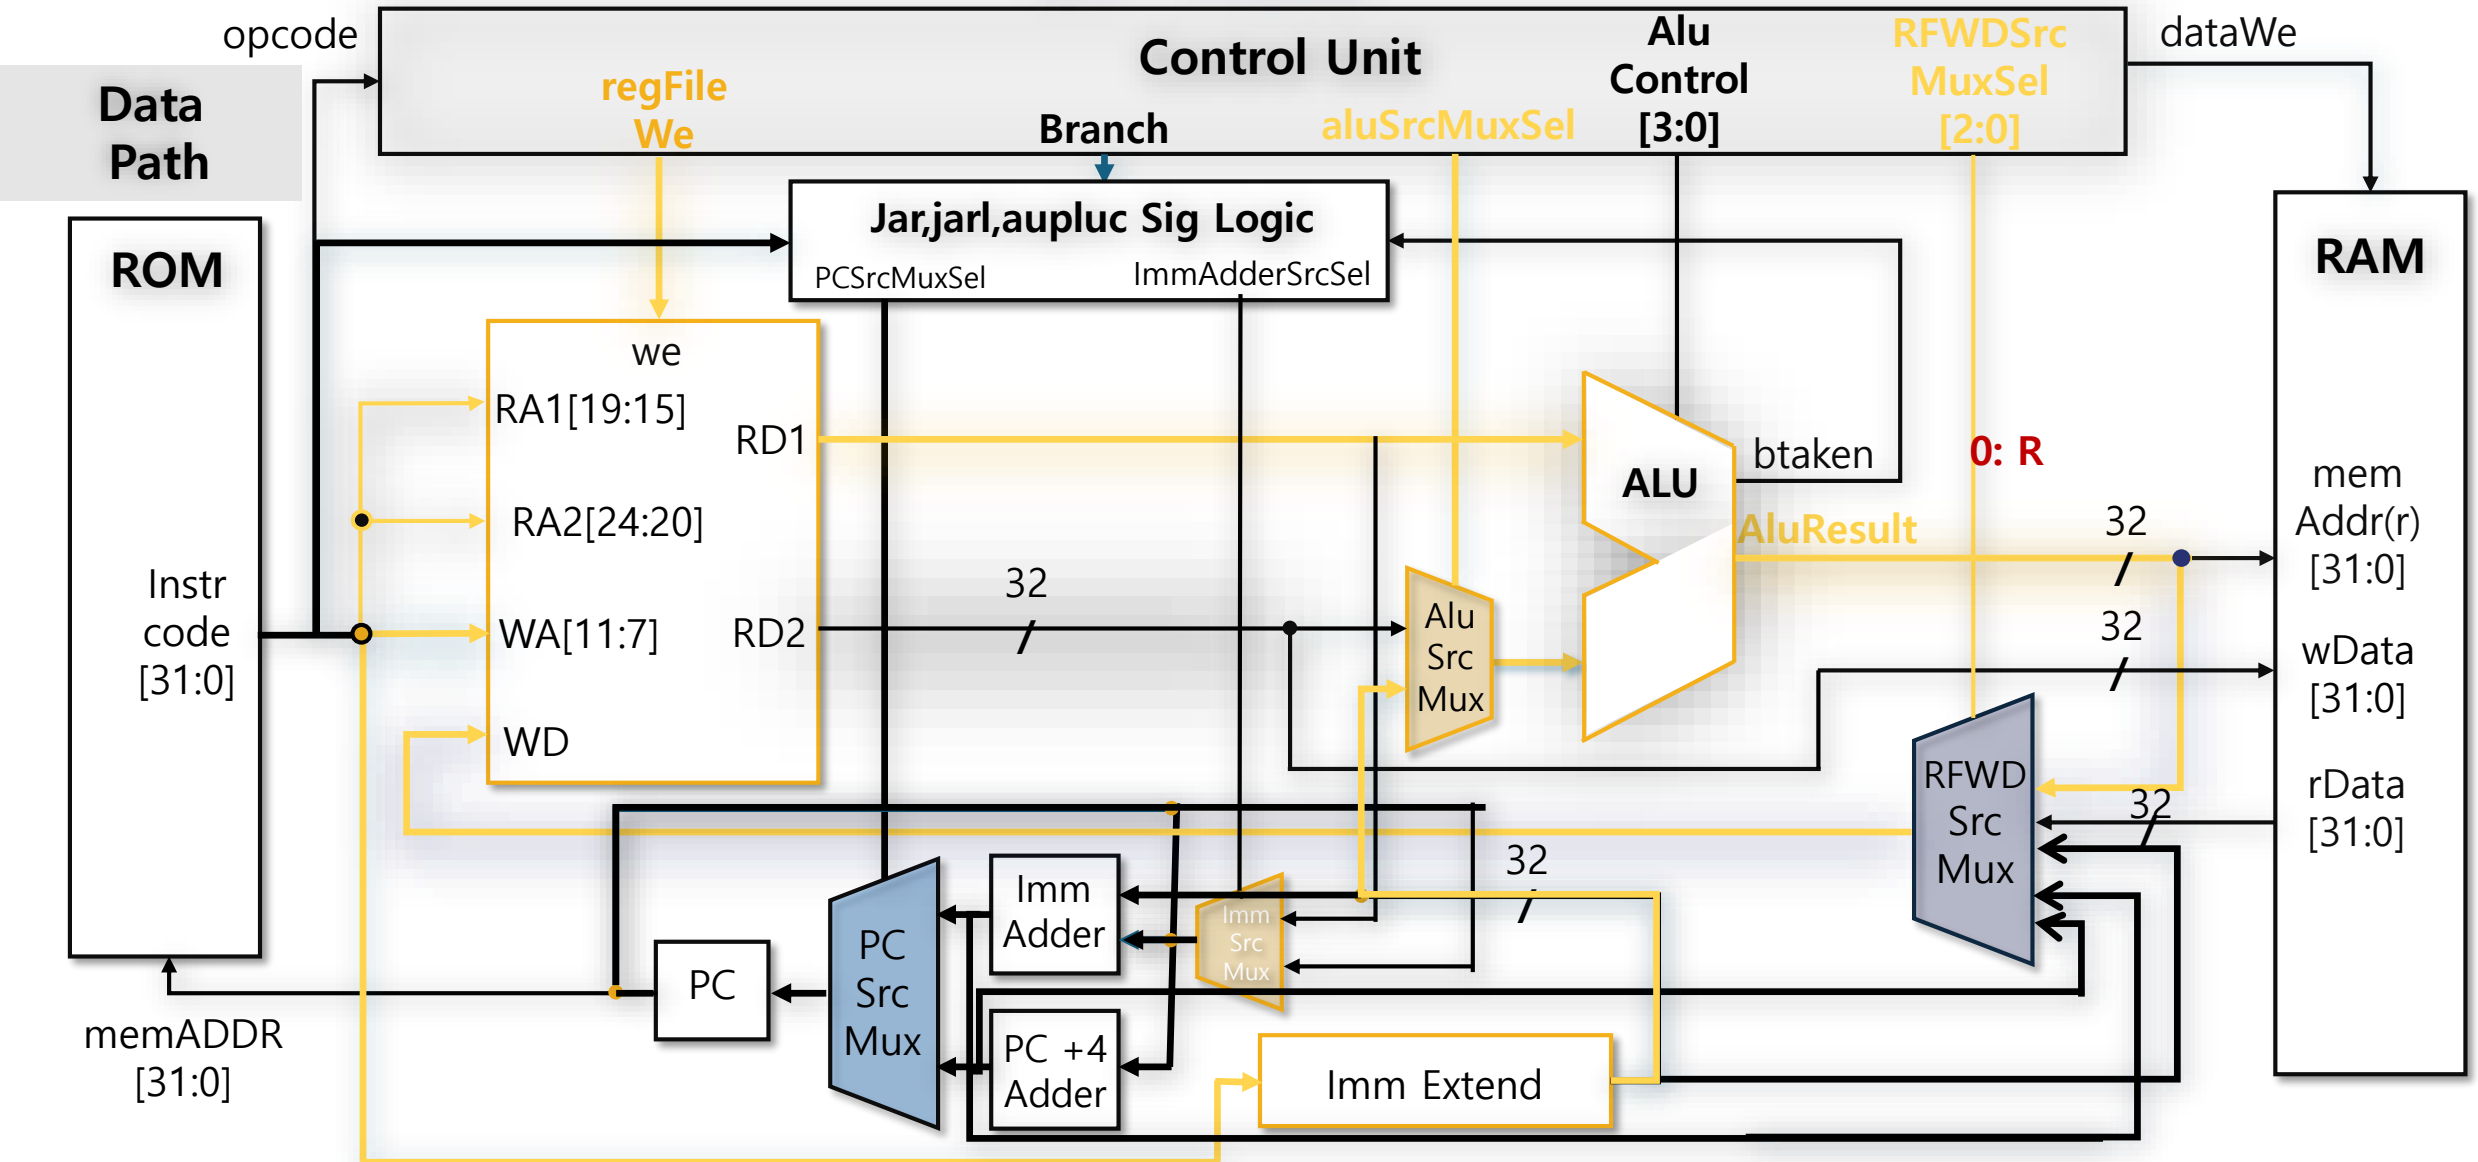 opcode
Control Unit
Alu
Control
[3:0]
RFWDSrc
MuxSel
[2:0]
dataWe
Data
Path
regFile
We
Branch
aluSrcMuxSel
Jar,jarl,aupluc Sig Logic
PCSrcMuxSel
ImmAdderSrcSel
ROM
RAM
we
RA1[19:15]
RD1
RA2[24:20]
WA[11:7]
RD2
WD
Instr
code
[31:0]
32
ALU
btaken
0: R
AluResult
32
mem
Addr(r)
[31:0]
Alu
Src
Mux
32
wData
[31:0]
RFWD
Src
Mux
32
rData
[31:0]
32
Imm
Adder
Imm
Src
Mux
PC
Src
Mux
PC
memADDR
[31:0]
PC +4
Adder
Imm Extend